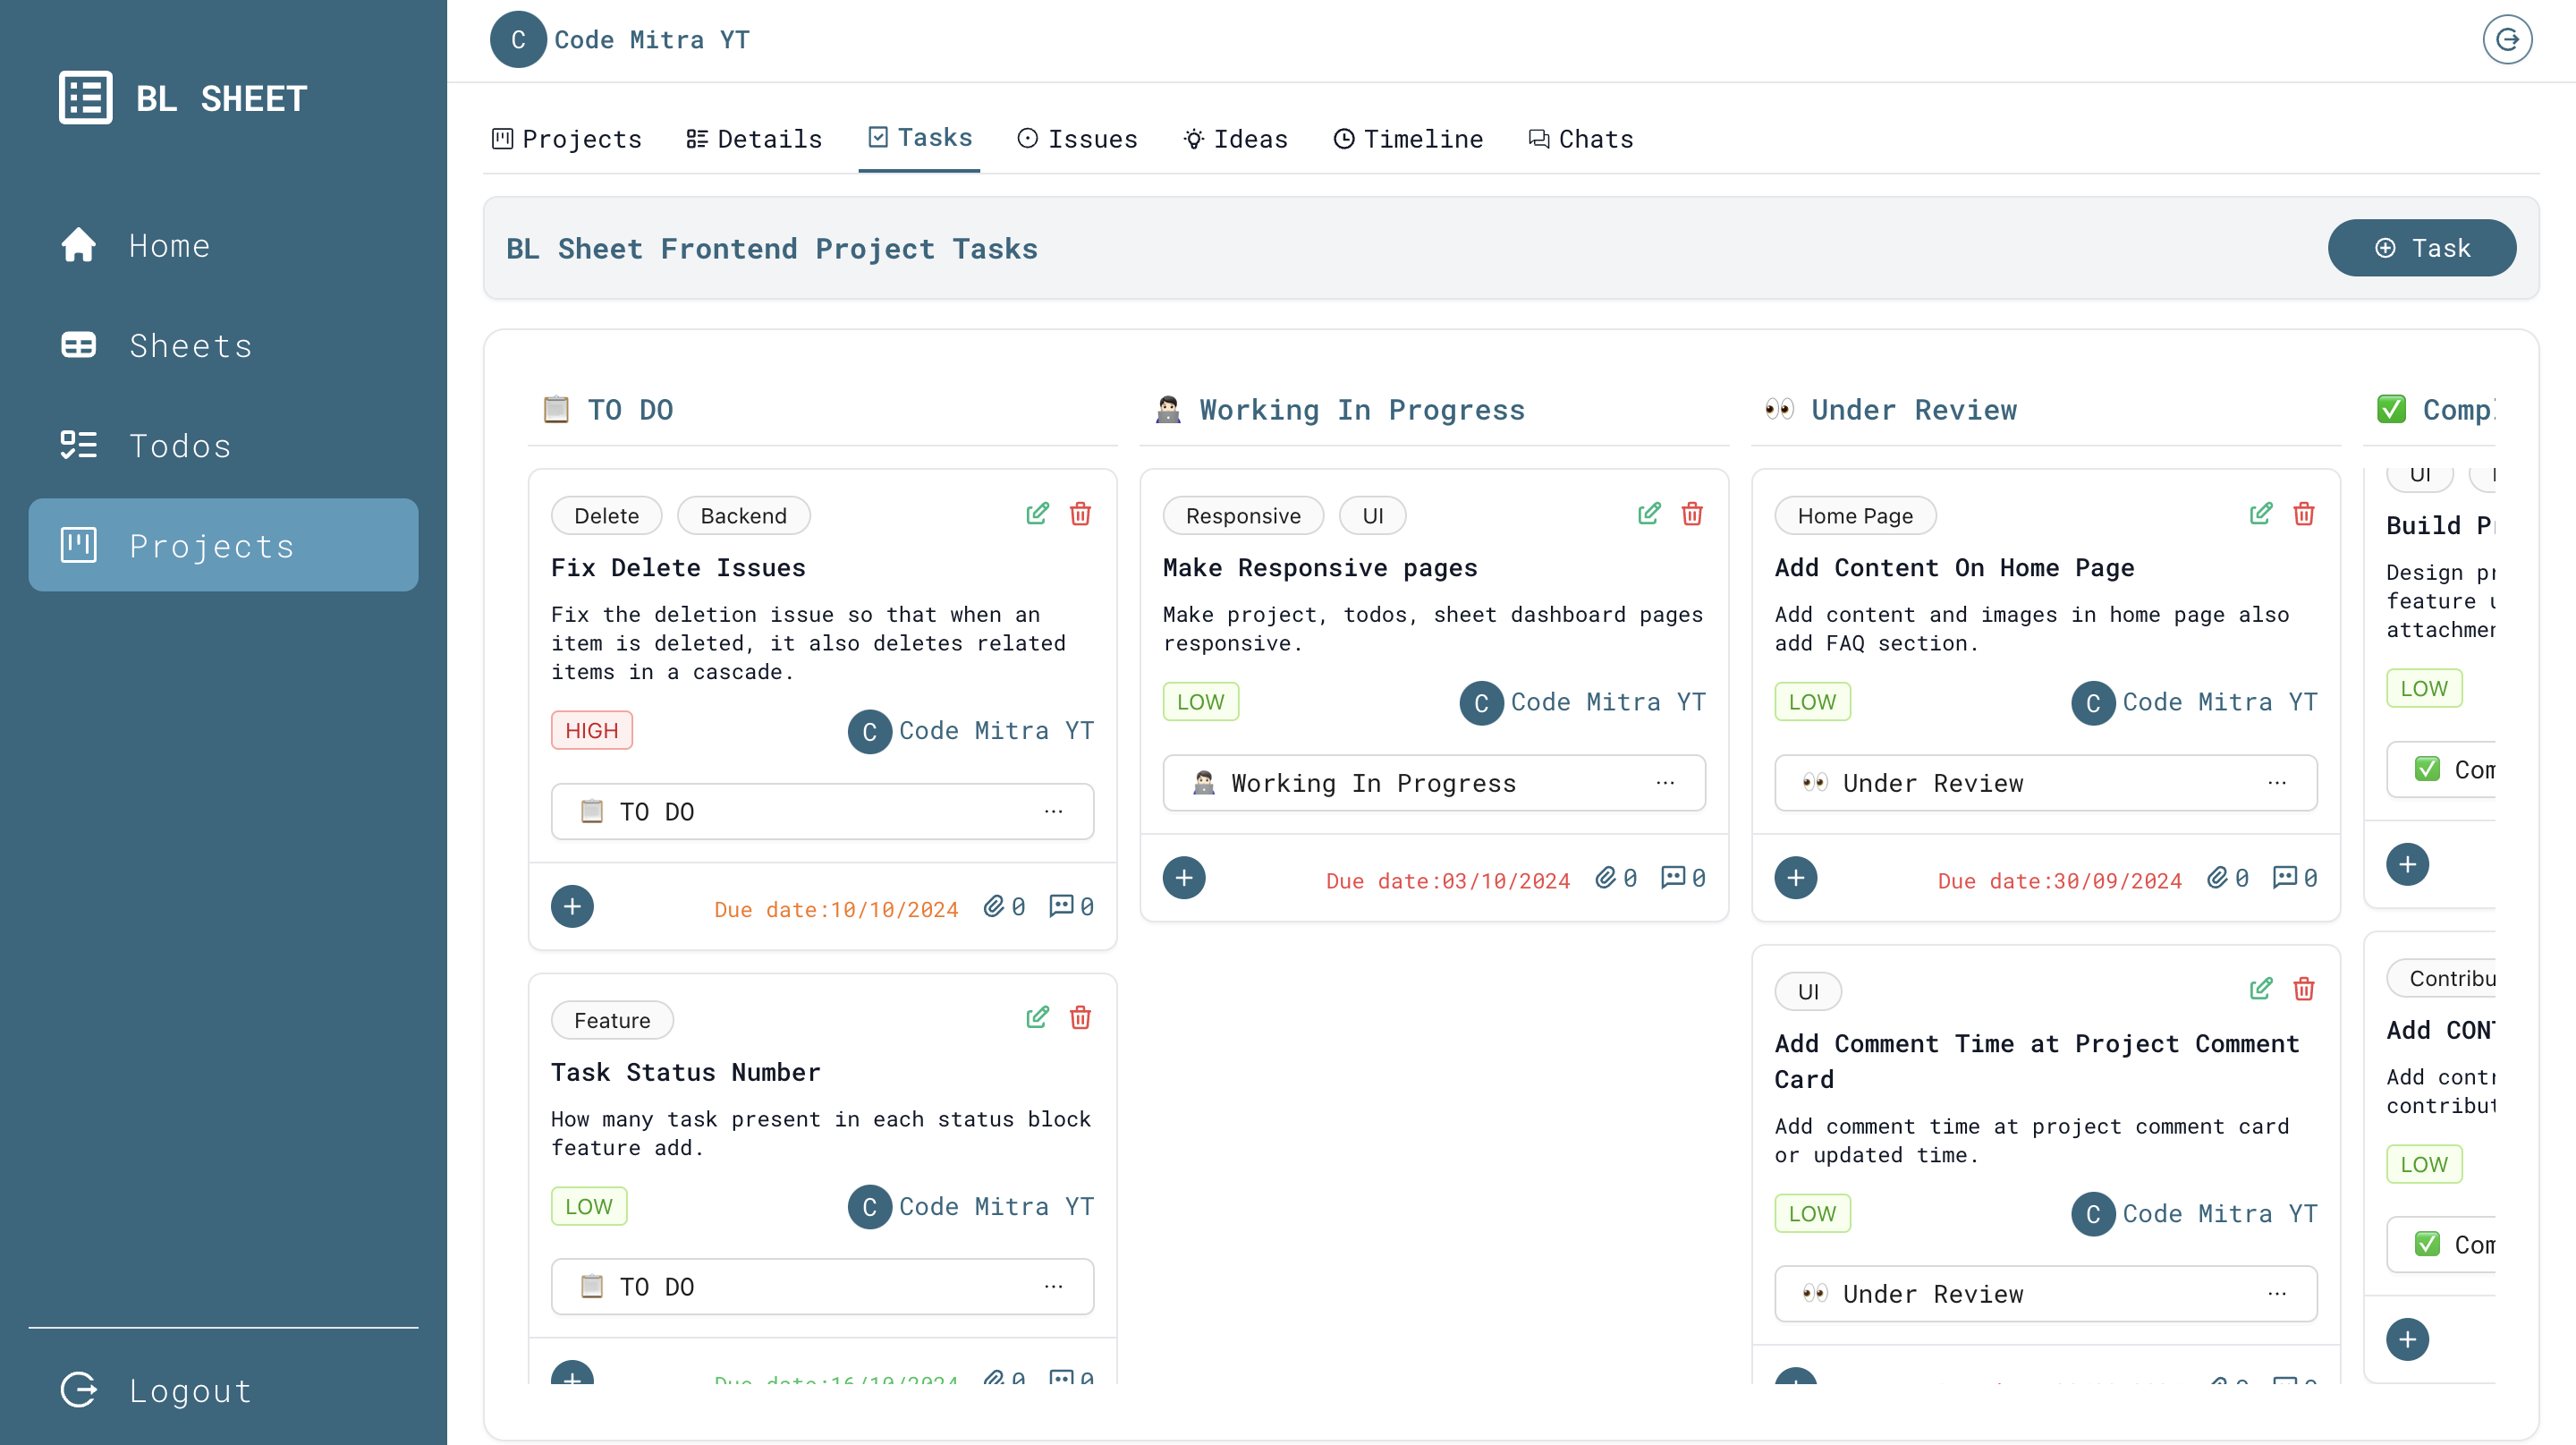 BL SHEET
Home
Sheets
Todos
Projects
Logout
C Code Mitra YT
Projects Details Tasks Issues Ideas Timeline Chats
BL Sheet Frontend Project Tasks
Task
TO DO
Delete Backend
Fix Delete Issues
Fix the deletion issue so that when an
item is deleted, it also deletes related
items in a cascade.
HIGH
C Code Mitra YT
TO DO ...
Due date:10/10/2024 0 0
Feature
Task Status Number
How many task present in each status block
feature add.
LOW
C Code Mitra YT
TO DO ...
Due date:16/10/2024 0 0
Working In Progress
Responsive UI
Make Responsive pages
Make project, todos, sheet dashboard pages
responsive.
LOW
C Code Mitra YT
Working In Progress ...
Due date:03/10/2024 0 0
Under Review
Home Page
Add Content On Home Page
Add content and images in home page also
add FAQ section.
LOW
C Code Mitra YT
Under Review ...
Due date:30/09/2024 0 0
UI
Add Comment Time at Project Comment
Card
Add comment time at project comment card
or updated time.
LOW
C Code Mitra YT
Under Review ...
Comp
UI
Build P
Design pr
feature
attachme
LOW
Com
Contribu
Add CON
Add cont
contribu
LOW
Com